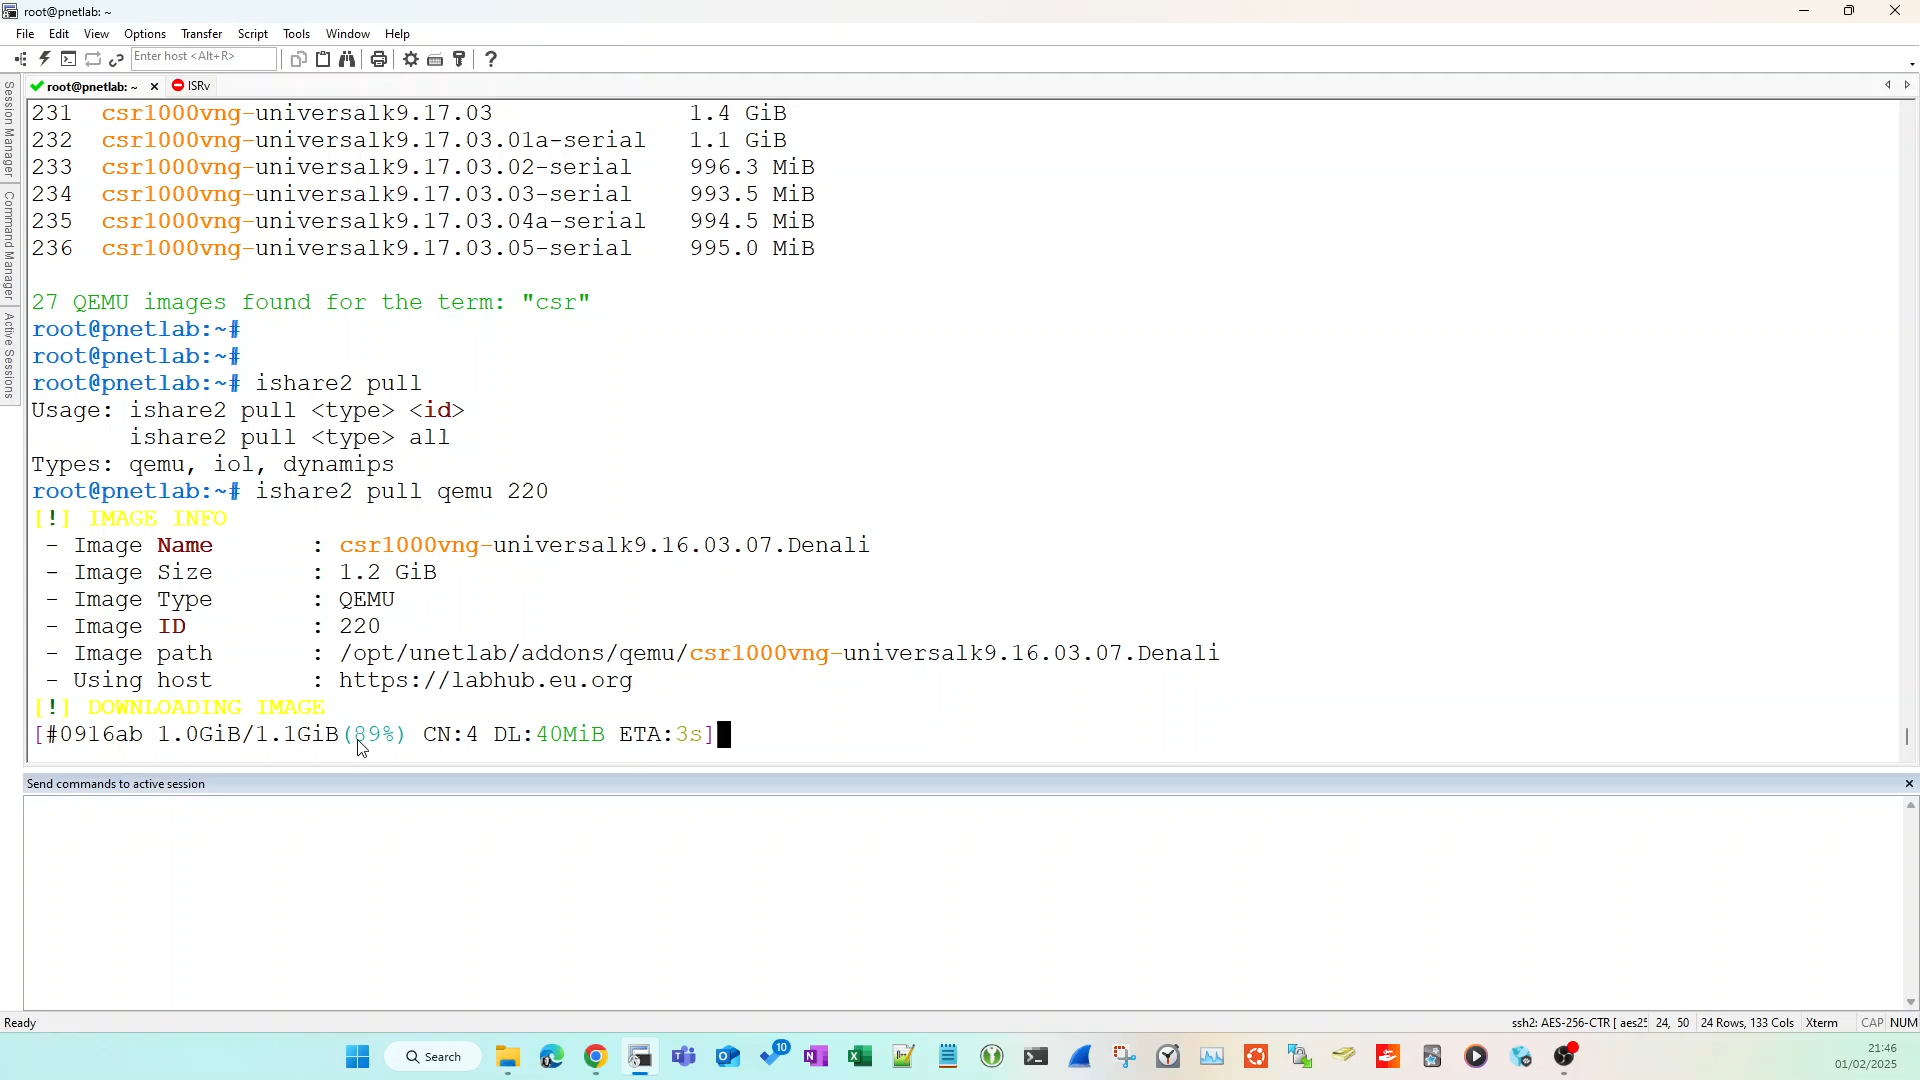 root@pnetlab: ~
File Edit View Options Transfer Script Tools Window Help
Enter host <Alt+R>
root@pnetlab: ~ ISRv
Session Manager
Command Manager
Active Sessions
231 csr1000vng-universalk9.17.03 1.4 GiB
232 csr1000vng-universalk9.17.03.01a-serial 1.1 GiB
233 csr1000vng-universalk9.17.03.02-serial 996.3 MiB
234 csr1000vng-universalk9.17.03.03-serial 993.5 MiB
235 csr1000vng-universalk9.17.03.04a-serial 994.5 MiB
236 csr1000vng-universalk9.17.03.05-serial 995.0 MiB
27 QEMU images found for the term: "csr"
root@pnetlab:~#
root@pnetlab:~#
root@pnetlab:~# ishare2 pull
Usage: ishare2 pull <type> <id>
ishare2 pull <type> all
Types: qemu, iol, dynamips
root@pnetlab:~# ishare2 pull qemu 220
[!] IMAGE INFO
- Image Name : csr1000vng-universalk9.16.03.07.Denali
- Image Size : 1.2 GiB
- Image Type : QEMU
- Image ID : 220
- Image path : /opt/unetlab/addons/qemu/csr1000vng-universalk9.16.03.07.Denali
- Using host : https://labhub.eu.org
[!] DOWNLOADING IMAGE
[#0916ab 1.0GiB/1.1GiB(89%) CN:4 DL:40MiB ETA:3s]
Send commands to active session
Ready ssh2: AES-256-CTR [ aes25 24, 50 24 Rows, 133 Cols Xterm CAP NUM
Search 10 21:46
01/02/2025